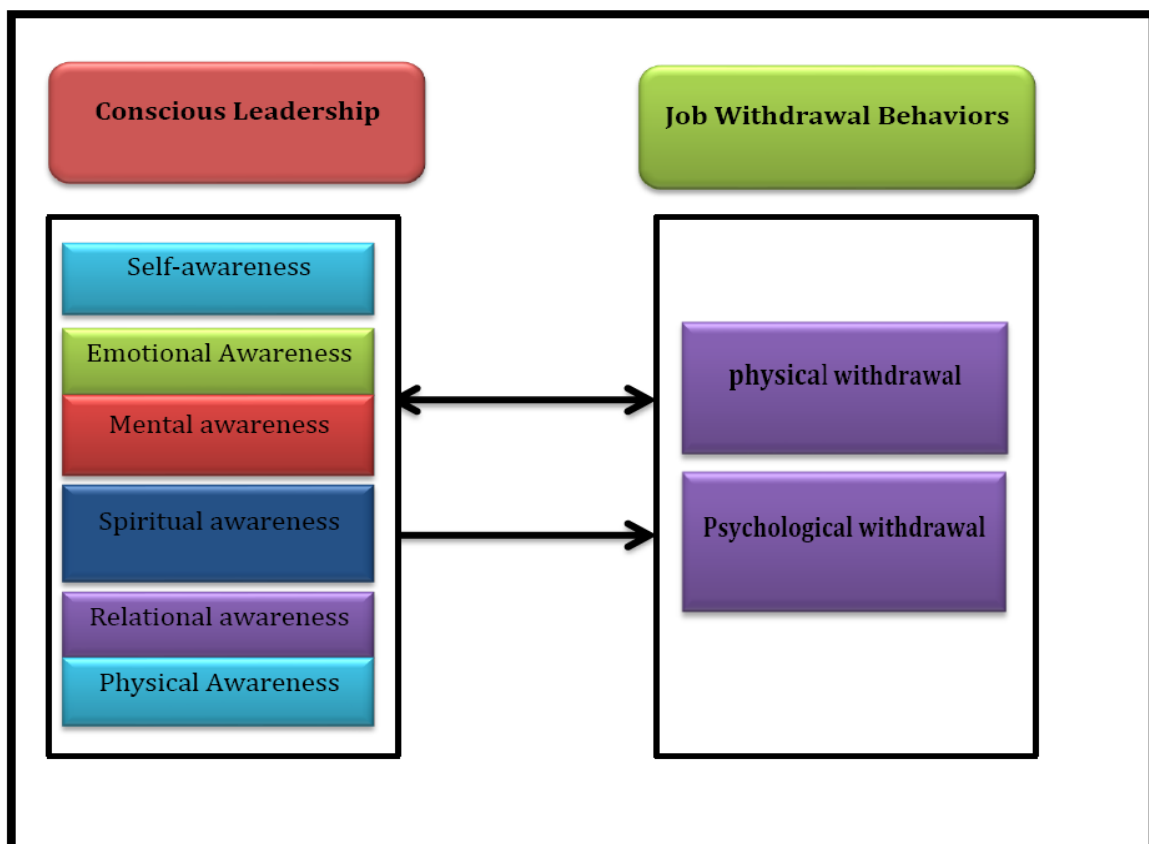 Conscious Leadership
Job Withdrawal Behaviors
Self-awareness
Emotional Awareness
Mental awareness
Spiritual awareness
Relational awareness
Physical Awareness
physical withdrawal
Psychological withdrawal